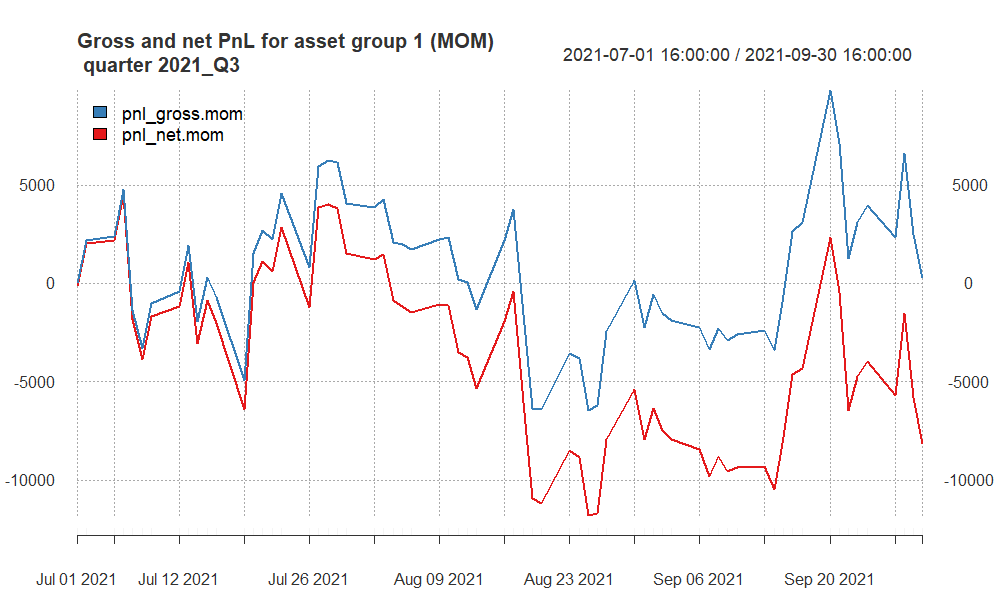 Gross and net PnL for asset group 1 (MOM)
quarter 2021_Q3
2021-07-01 16:00:00 / 2021-09-30 16:00:00
pnl_gross.mom
pnl_net.mom
5000
0
-5000
-10000
5000
0
-5000
-10000
Jul 01 2021 Jul 12 2021 Jul 26 2021 Aug 09 2021 Aug 23 2021 Sep 06 2021 Sep 20 2021